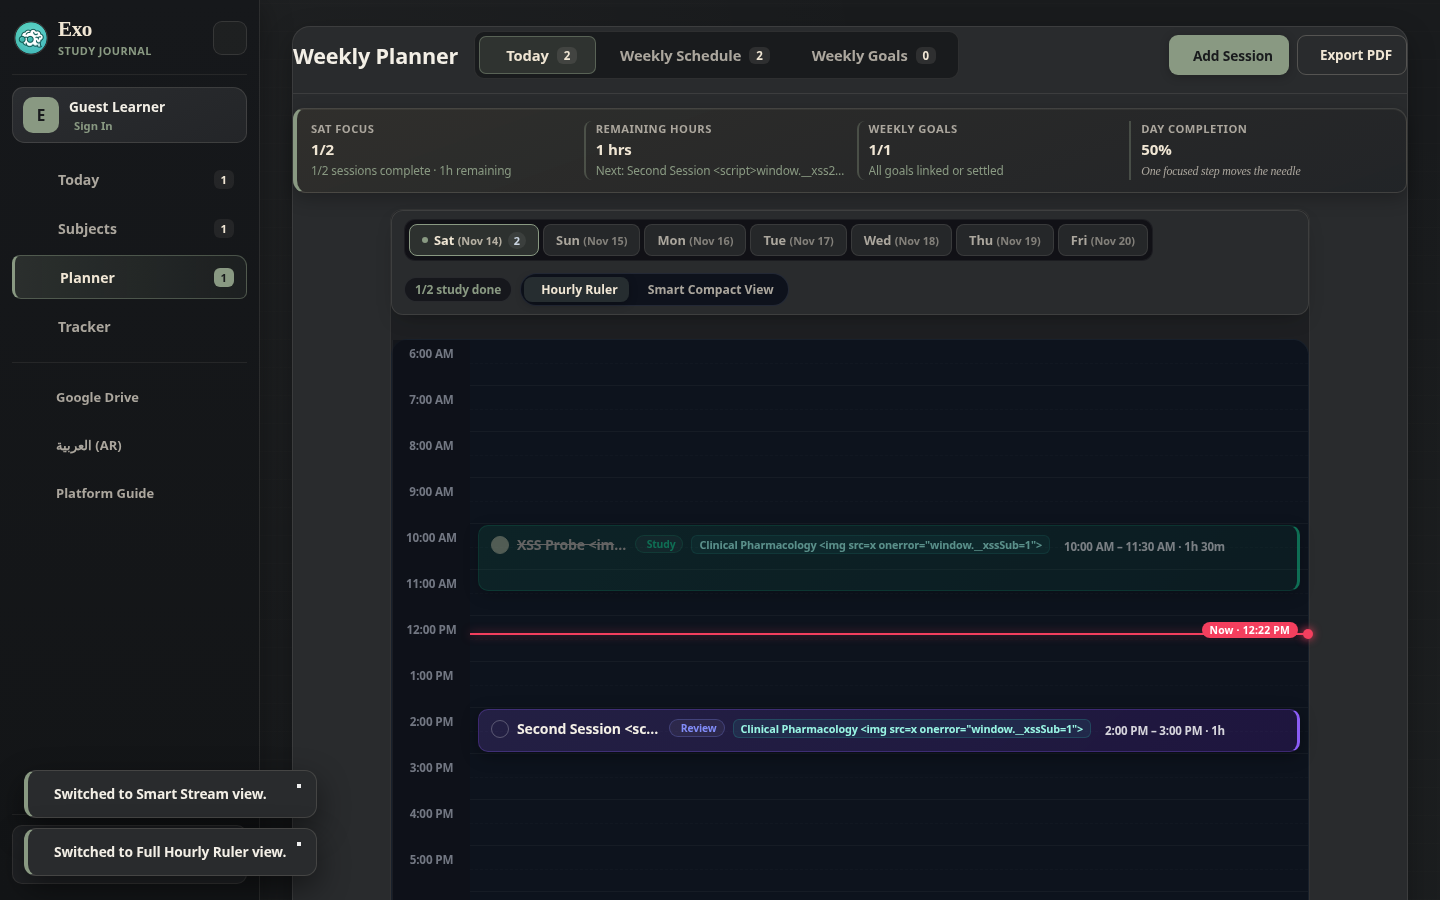 Exo
STUDY JOURNAL
E
Guest Learner
Sign In
Today 1
Subjects 1
Planner 1
Tracker
Google Drive
العربية (AR)
Platform Guide
Switched to Smart Stream view.
Switched to Full Hourly Ruler view.
Weekly Planner
Today 2
Weekly Schedule 2
Weekly Goals 0
Add Session
Export PDF
SAT FOCUS
1/2
1/2 sessions complete · 1h remaining
REMAINING HOURS
1 hrs
Next: Second Session <script>window.__xss2...
WEEKLY GOALS
1/1
All goals linked or settled
DAY COMPLETION
50%
One focused step moves the needle
Sat (Nov 14) 2
Sun (Nov 15)
Mon (Nov 16)
Tue (Nov 17)
Wed (Nov 18)
Thu (Nov 19)
Fri (Nov 20)
1/2 study done
Hourly Ruler
Smart Compact View
6:00 AM
7:00 AM
8:00 AM
9:00 AM
10:00 AM
XSS Probe <im... Study Clinical Pharmacology <img src=x onerror="window.__xssSub=1"> 10:00 AM – 11:30 AM · 1h 30m
11:00 AM
12:00 PM
Now · 12:22 PM
1:00 PM
2:00 PM
Second Session <sc... Review Clinical Pharmacology <img src=x onerror="window.__xssSub=1"> 2:00 PM – 3:00 PM · 1h
3:00 PM
4:00 PM
5:00 PM